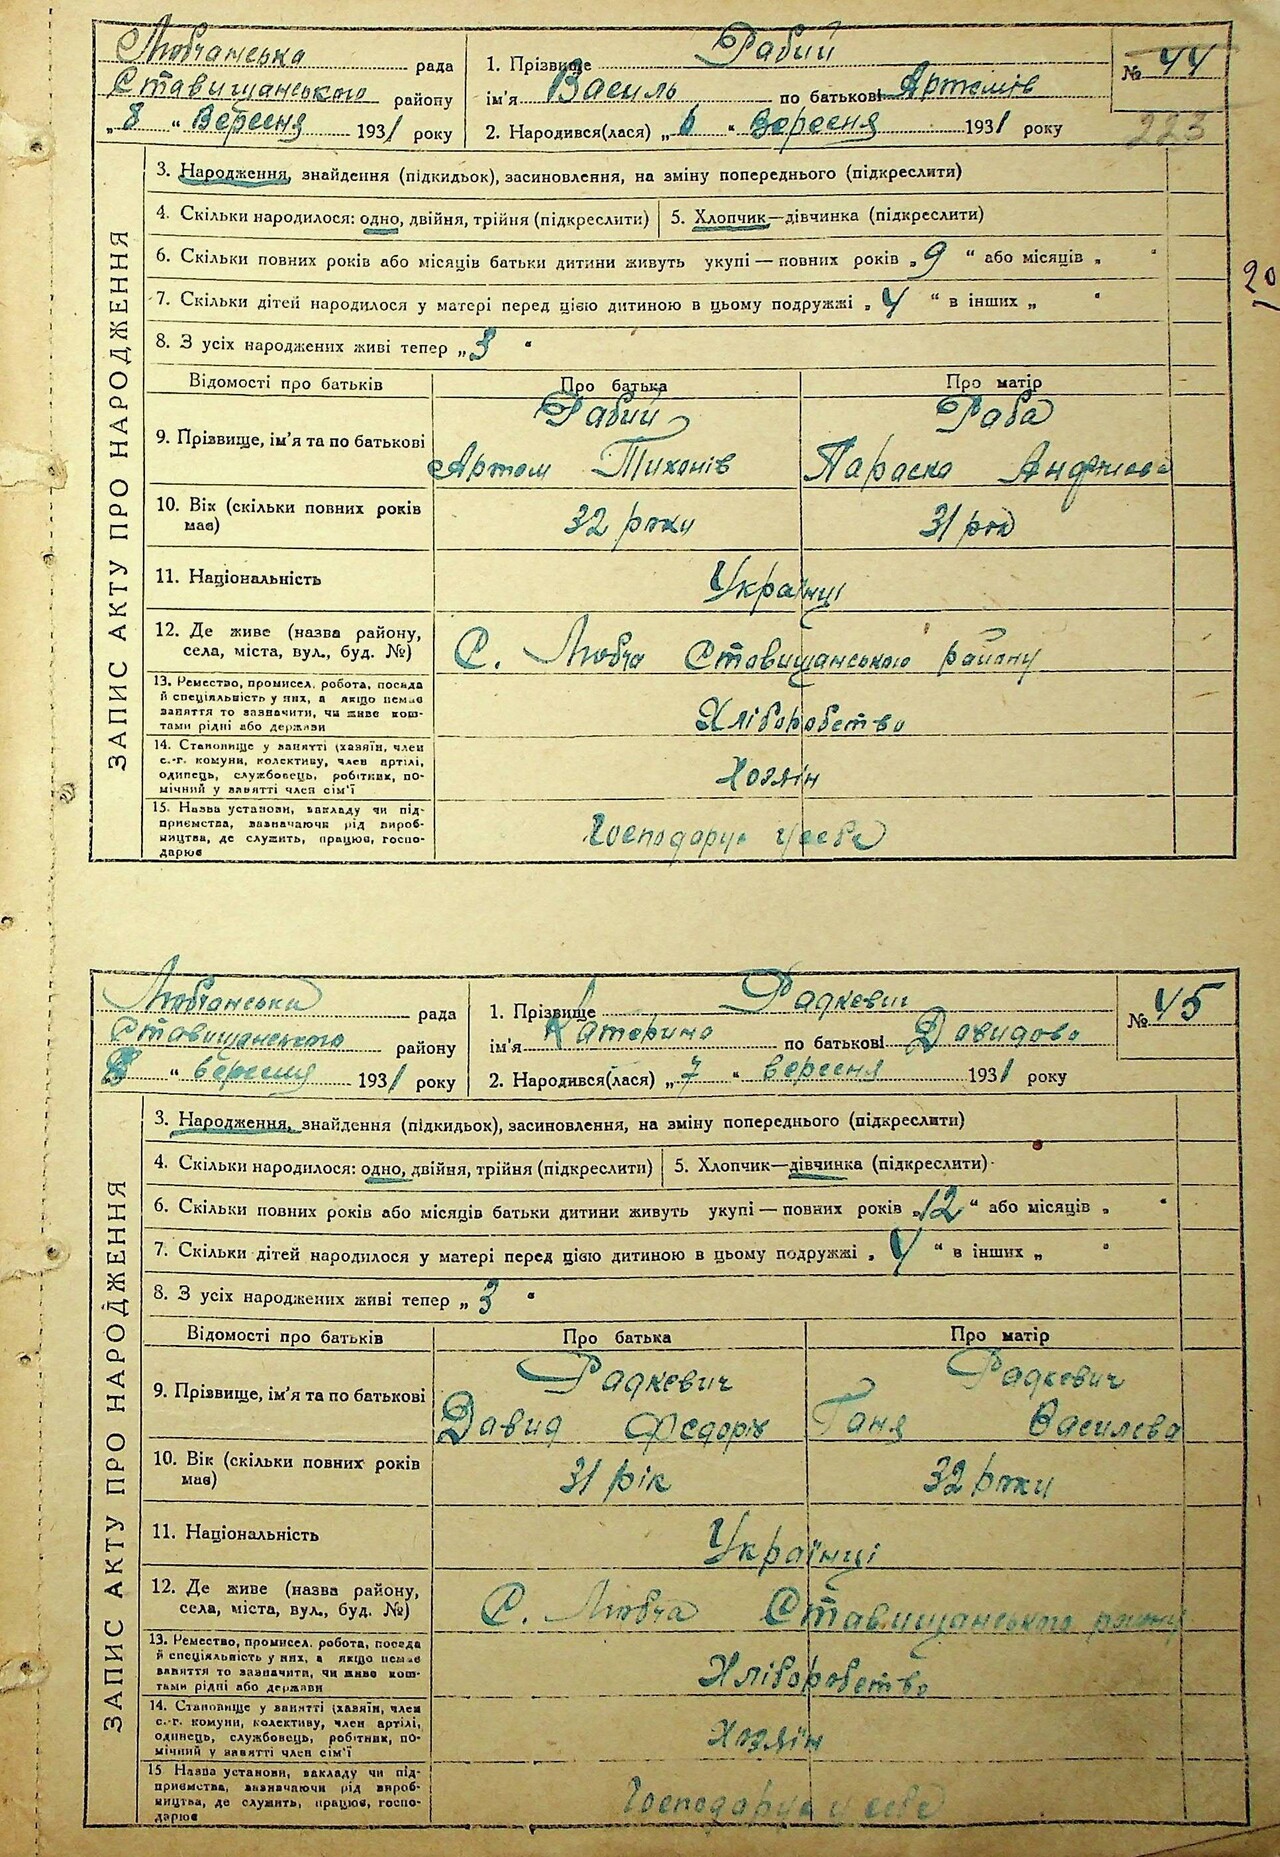 Любчанська рада
Ставищанського району
„8“ Вересня 1931 року
1. Прізвище Рабий
ім'я Василь по батькові Артемів
2. Народився(лася) „6“ Вересня 1931 року
№ 44
223
ЗАПИС АКТУ ПРО НАРОДЖЕННЯ
3. Народження, знайдення (підкидьок), засиновлення, на зміну попереднього (підкреслити)
4. Скільки народилося: одно, двійня, трійня (підкреслити) 5. Хлопчик—дівчинка (підкреслити)
6. Скільки повних років або місяців батьки дитини живуть укупі — повних років „9“ або місяців „ “
20
7. Скільки дітей народилося у матері перед цією дитиною в цьому подружжі „4“ в інших „ “
8. З усіх народжених живі тепер „3“
Відомості про батьків Про батька Про матір
9. Прізвище, ім'я та по батькові
Рабий Раба
Артем Тихонів Параска Андріева
10. Вік (скільки повних років має) 32 роки 31 рік
11. Національність Українці
12. Де живе (назва району, села, міста, вул., буд. №) С. Любча Ставищанського району
13. Ремество, промисел, робота, посада й спеціяльність у них, а якщо немає заняття то зазначити, чи живе коштами рідні або держави
Хліборобство
14. Становище у занятті (хазяїн, член с.-г. комуни, колективу, член артілі, одинець, службовець, робітник, помічний у занятті член сім'ї
Хозяїн
15. Назва установи, закладу чи підприємства, зазначаючи рід виробництва, де служить, працює, господарює
Господарує у себе
Любчанська рада
Ставищанського району
„8“ вересня 1931 року
1. Прізвище Радкевич
ім'я Катерина по батькові Давидова
2. Народився(лася) „7“ вересня 1931 року
№ 45
ЗАПИС АКТУ ПРО НАРОДЖЕННЯ
3. Народження, знайдення (підкидьок), засиновлення, на зміну попереднього (підкреслити)
4. Скільки народилося: одно, двійня, трійня (підкреслити) 5. Хлопчик—дівчинка (підкреслити)
6. Скільки повних років або місяців батьки дитини живуть укупі — повних років „12“ або місяців „ “
7. Скільки дітей народилося у матері перед цією дитиною в цьому подружжі „4“ в інших „ “
8. З усіх народжених живі тепер „3“
Відомості про батьків Про батька Про матір
9. Прізвище, ім'я та по батькові
Радкевич Радкевич
Давид Федорів Ганя Василева
10. Вік (скільки повних років має) 31 рік 32 роки
11. Національність Українці
12. Де живе (назва району, села, міста, вул., буд. №) С. Любча Ставищанського району
13. Ремество, промисел, робота, посада й спеціяльність у них, а якщо немає заняття то зазначити, чи живе коштами рідні або держави
Хліборобство
14. Становище у занятті (хазяїн, член с.-г. комуни, колективу, член артілі, одинець, службовець, робітник, помічний у занятті член сім'ї
Хозяїн
15 Назва установи, закладу чи підприємства, зазначаючи рід виробництва, де служить, працює, господарює
Господарує у себе